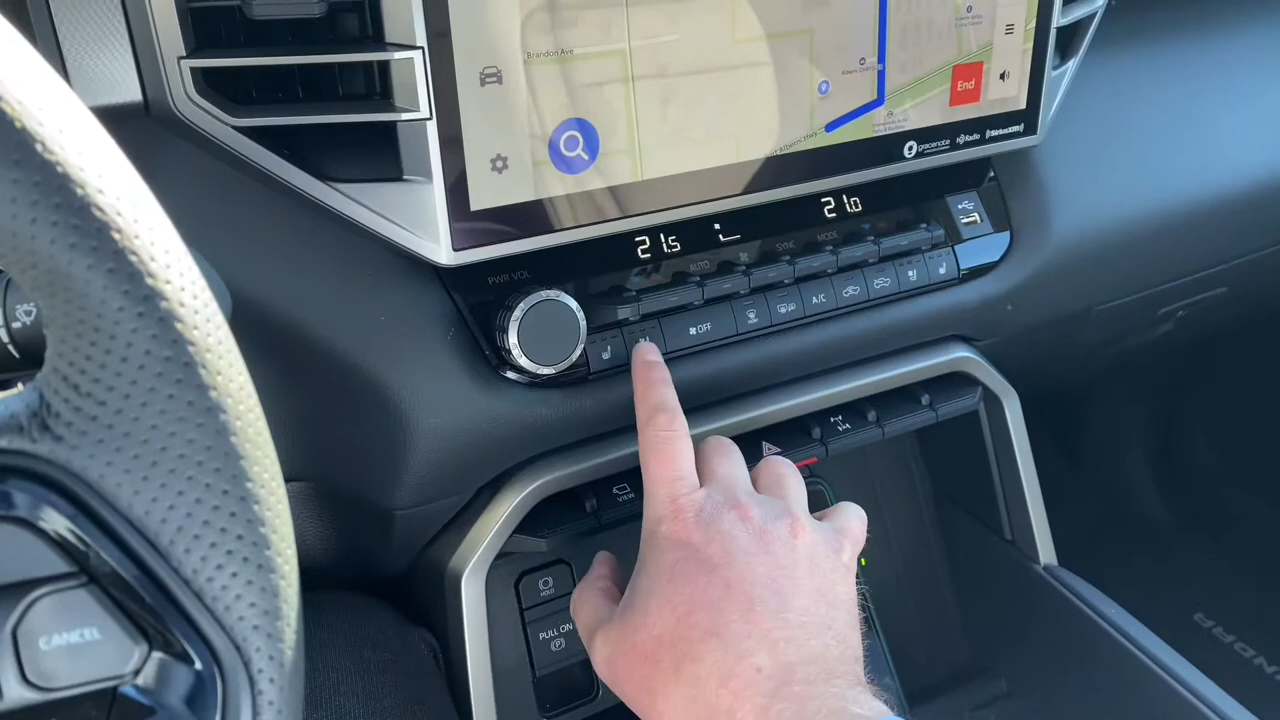 Brandon Ave
End
gracenote
HD Radio
((SiriusXM))
21.5
21.0
PWR VOL
AUTO
SYNC
MODE
OFF
A/C
VIEW
HOLD
PULL ON
(P)
CANCEL